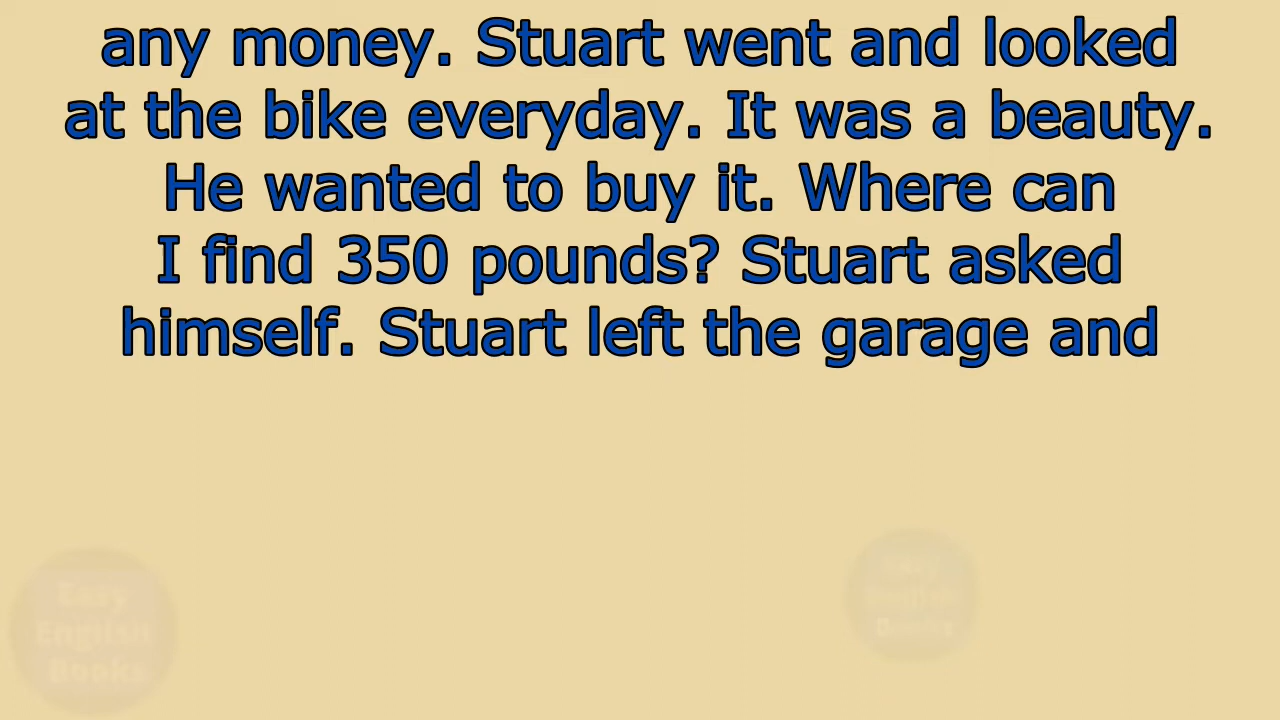 any money. Stuart went and looked
at the bike everyday. It was a beauty.
He wanted to buy it. Where can
I find 350 pounds? Stuart asked
himself. Stuart left the garage and
Easy
English
Books
Easy
English
Books